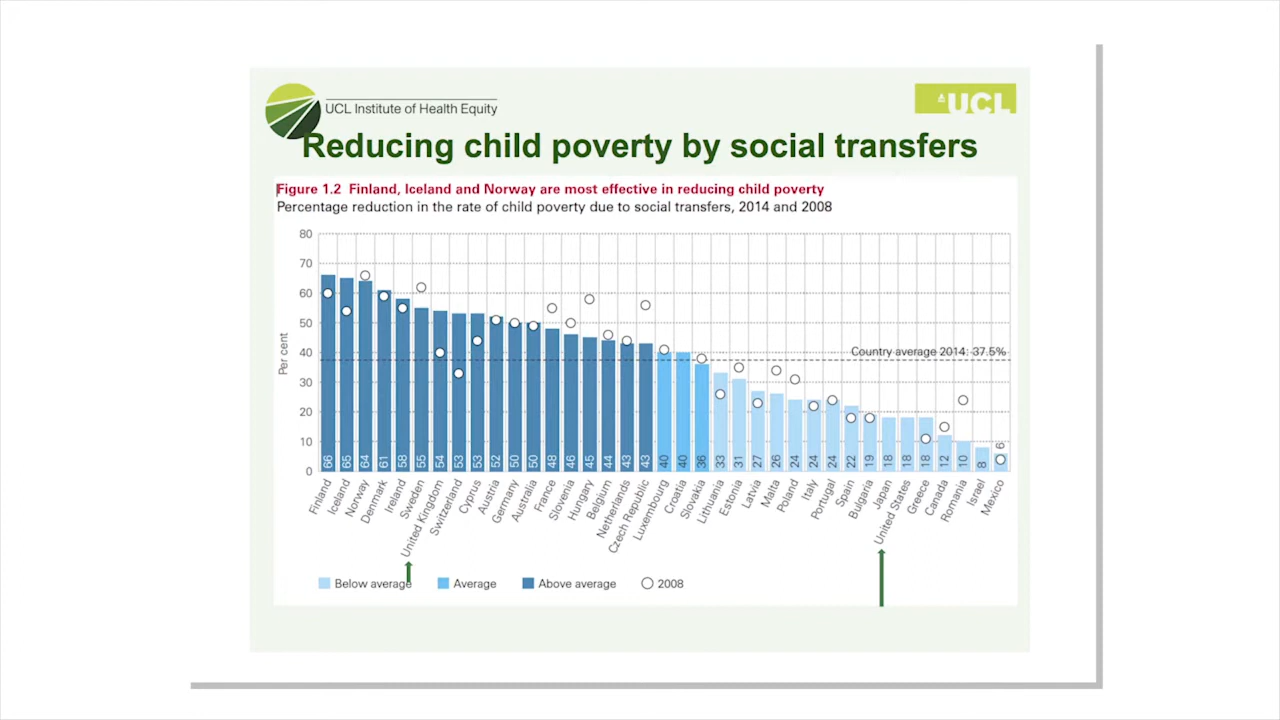 UCL Institute of Health Equity
UCL
Reducing child poverty by social transfers
Figure 1.2 Finland, Iceland and Norway are most effective in reducing child poverty
Percentage reduction in the rate of child poverty due to social transfers, 2014 and 2008
80
70
60
50
40
30
20
10
0
Per cent
Country average 2014: 37.5%
66 65 64 61 58 55 54 53 53 52 50 50 48 46 45 44 43 43 40 40 36 33 31 27 26 24 24 24 22 19 18 18 18 12 10 8 6
Finland
Iceland
Norway
Denmark
Ireland
Sweden
United Kingdom
Switzerland
Cyprus
Austria
Germany
Australia
France
Slovenia
Hungary
Belgium
Netherlands
Czech Republic
Luxembourg
Croatia
Slovakia
Lithuania
Estonia
Latvia
Malta
Poland
Italy
Portugal
Spain
Bulgaria
Japan
United States
Greece
Canada
Romania
Israel
Mexico
Below average Average Above average 2008